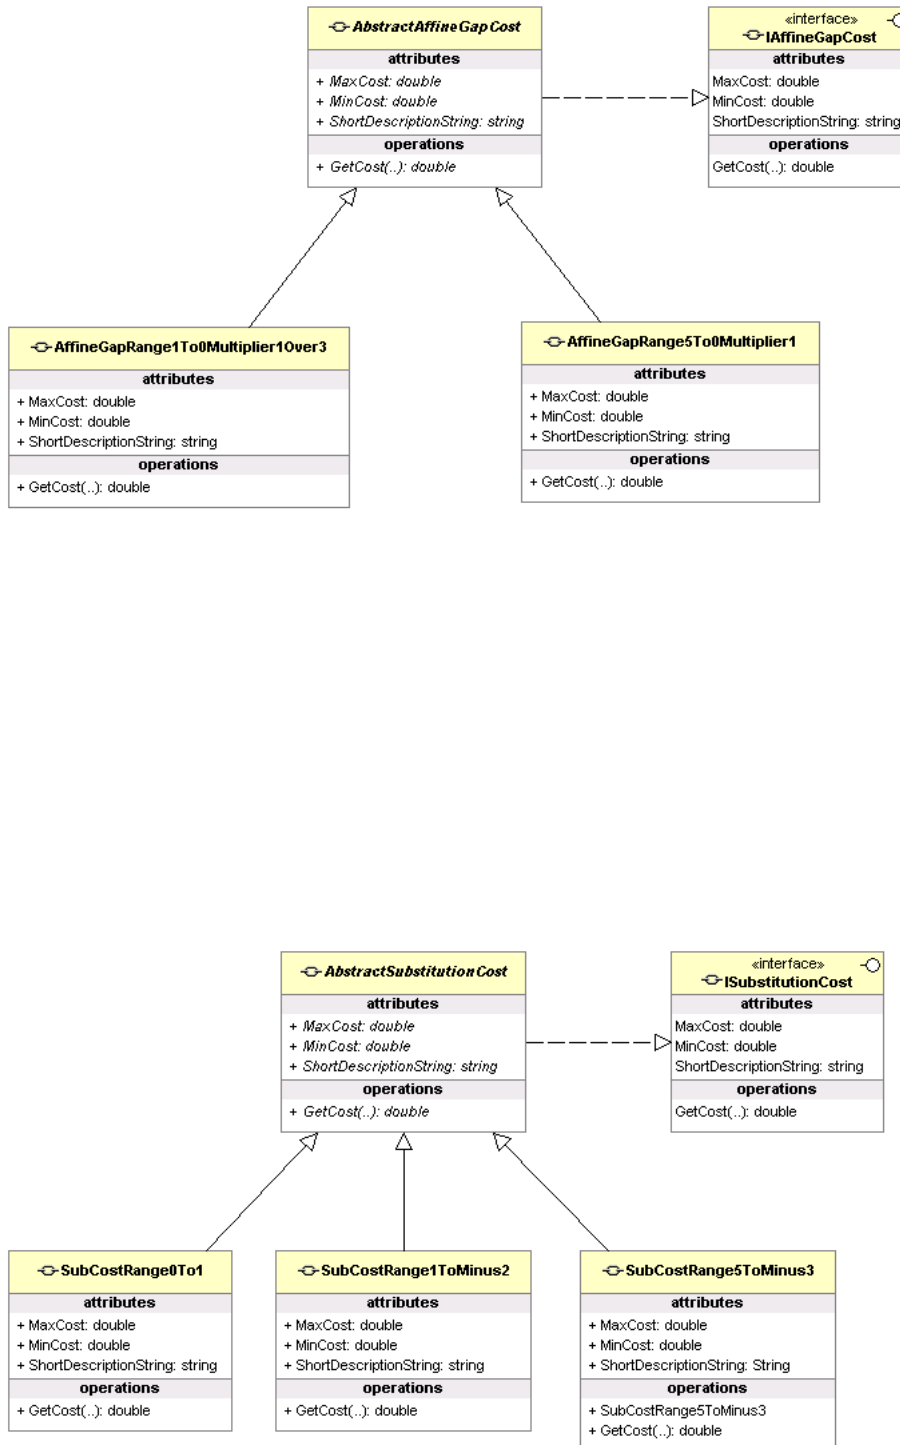 AbstractAffineGapCost
attributes
+ MaxCost: double
+ MinCost: double
+ ShortDescriptionString: string
operations
+ GetCost(..): double
«interface»
IAffineGapCost
attributes
MaxCost: double
MinCost: double
ShortDescriptionString: string
operations
GetCost(..): double
AffineGapRange1To0Multiplier1Over3
attributes
+ MaxCost: double
+ MinCost: double
+ ShortDescriptionString: string
operations
+ GetCost(..): double
AffineGapRange5To0Multiplier1
attributes
+ MaxCost: double
+ MinCost: double
+ ShortDescriptionString: string
operations
+ GetCost(..): double
AbstractSubstitutionCost
attributes
+ MaxCost: double
+ MinCost: double
+ ShortDescriptionString: string
operations
+ GetCost(..): double
«interface»
ISubstitutionCost
attributes
MaxCost: double
MinCost: double
ShortDescriptionString: string
operations
GetCost(..): double
SubCostRange0To1
attributes
+ MaxCost: double
+ MinCost: double
+ ShortDescriptionString: string
operations
+ GetCost(..): double
SubCostRange1ToMinus2
attributes
+ MaxCost: double
+ MinCost: double
+ ShortDescriptionString: string
operations
+ GetCost(..): double
SubCostRange5ToMinus3
attributes
+ MaxCost: double
+ MinCost: double
+ ShortDescriptionString: String
operations
+ SubCostRange5ToMinus3
+ GetCost(..): double